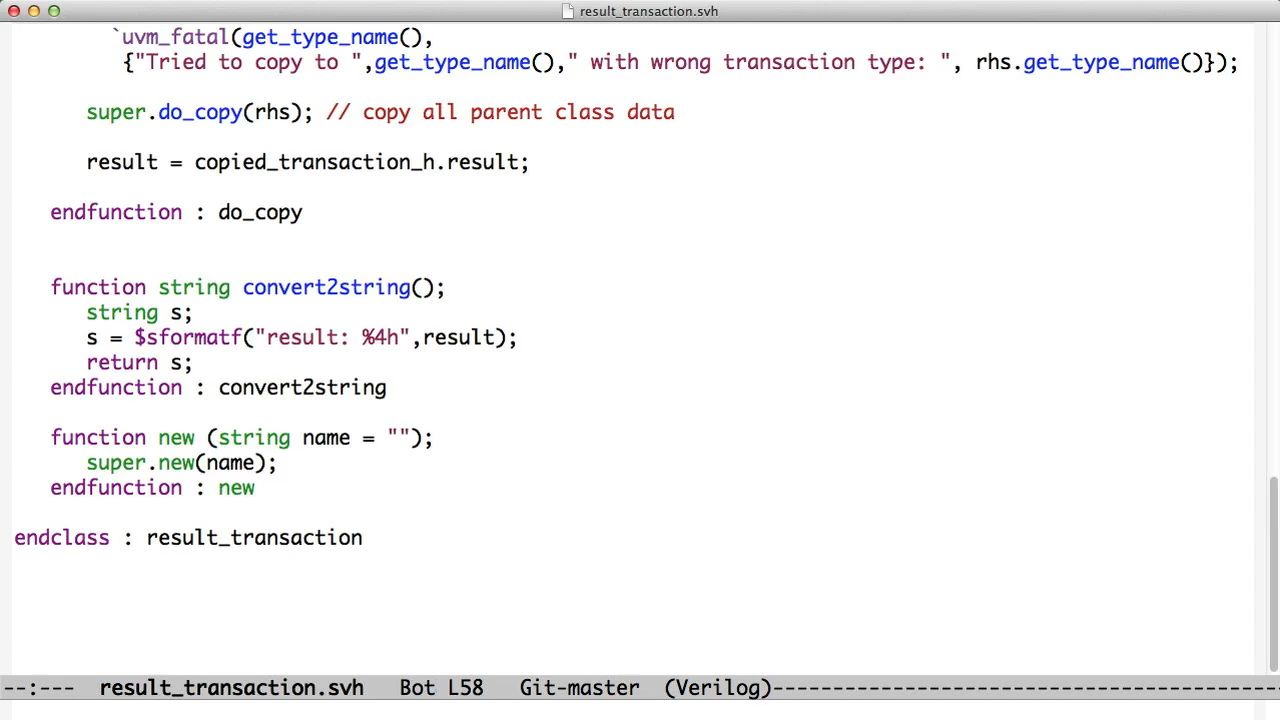 result_transaction.svh
`uvm_fatal(get_type_name(),
{"Tried to copy to ",get_type_name()," with wrong transaction type: ", rhs.get_type_name()});
super.do_copy(rhs); // copy all parent class data
result = copied_transaction_h.result;
endfunction : do_copy
function string convert2string();
string s;
s = $sformatf("result: %4h",result);
return s;
endfunction : convert2string
function new (string name = "");
super.new(name);
endfunction : new
endclass : result_transaction
--:--- result_transaction.svh Bot L58 Git-master (Verilog)------------------------------------------